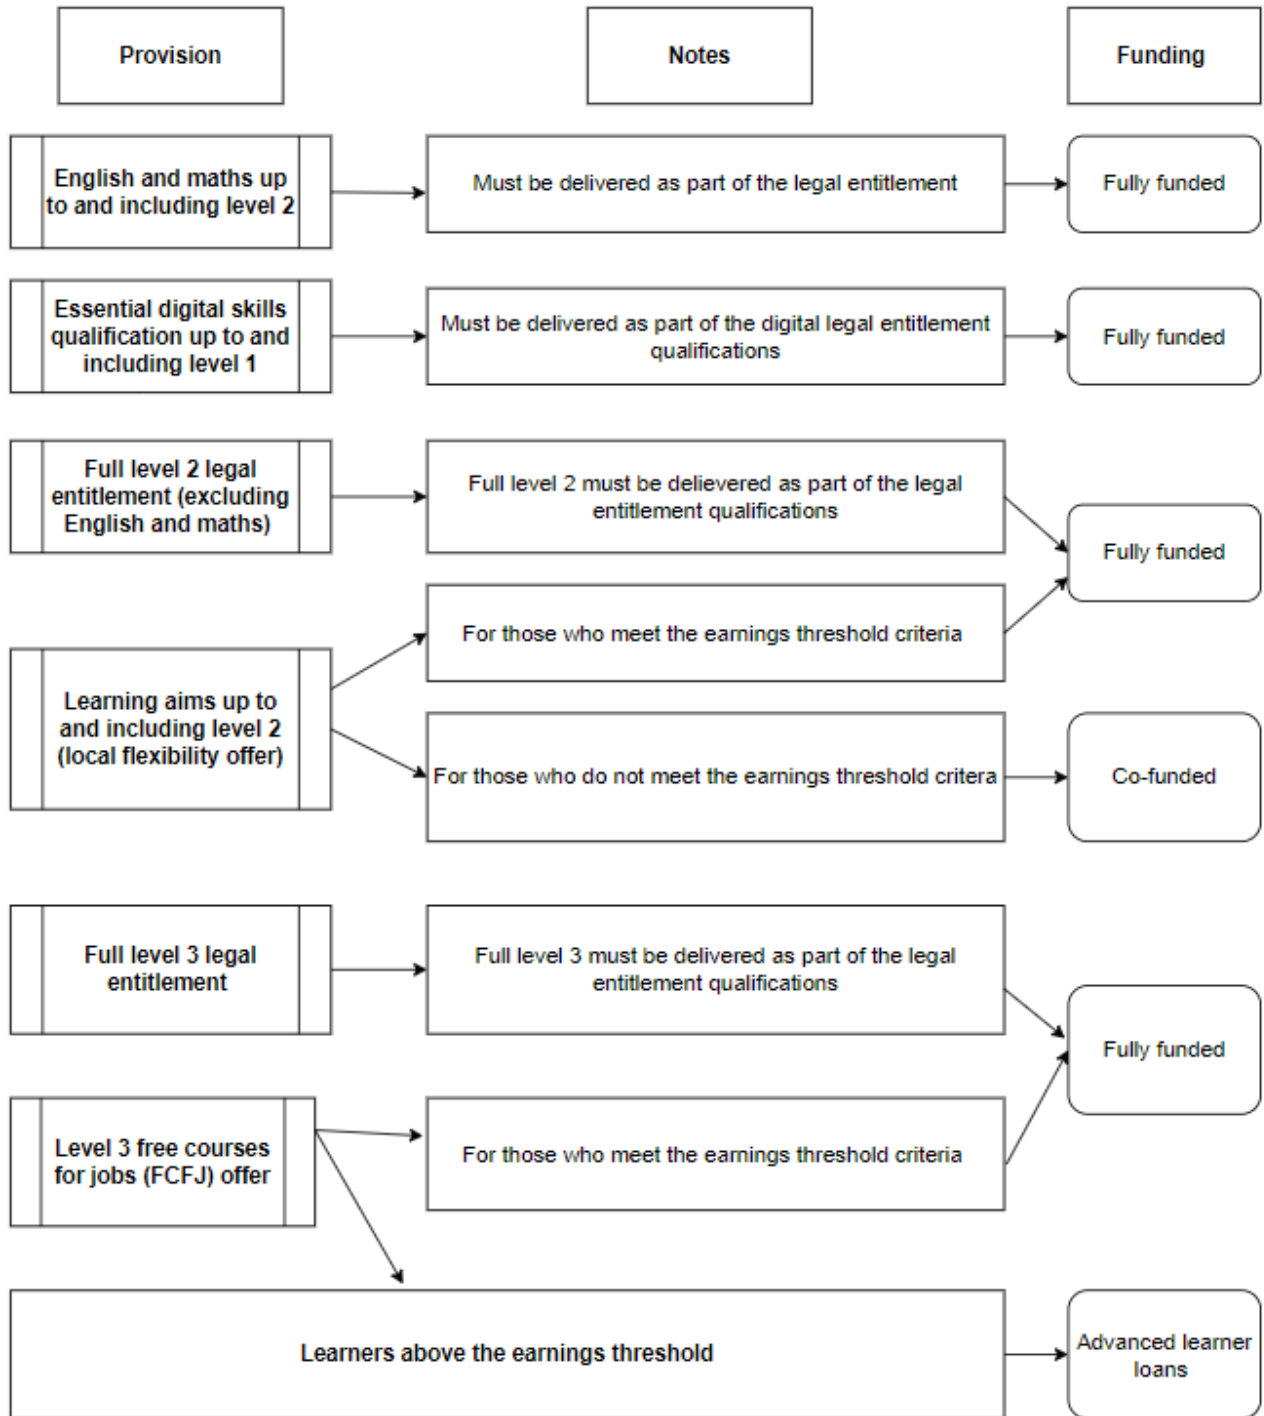 Provision
Notes
Funding
English and maths up
to and including level 2
Must be delivered as part of the legal entitlement
Fully funded
Essential digital skills
qualification up to and
including level 1
Must be delivered as part of the digital legal entitlement
qualifications
Fully funded
Full level 2 legal
entitlement (excluding
English and maths)
Full level 2 must be delievered as part of the legal
entitlement qualifications
Fully funded
For those who meet the earnings threshold criteria
Learning aims up to
and including level 2
(local flexibility offer)
For those who do not meet the earnings threshold critera
Co-funded
Full level 3 legal
entitlement
Full level 3 must be delivered as part of the legal
entitlement qualifications
Fully funded
Level 3 free courses
for jobs (FCFJ) offer
For those who meet the earnings threshold criteria
Learners above the earnings threshold
Advanced learner
loans